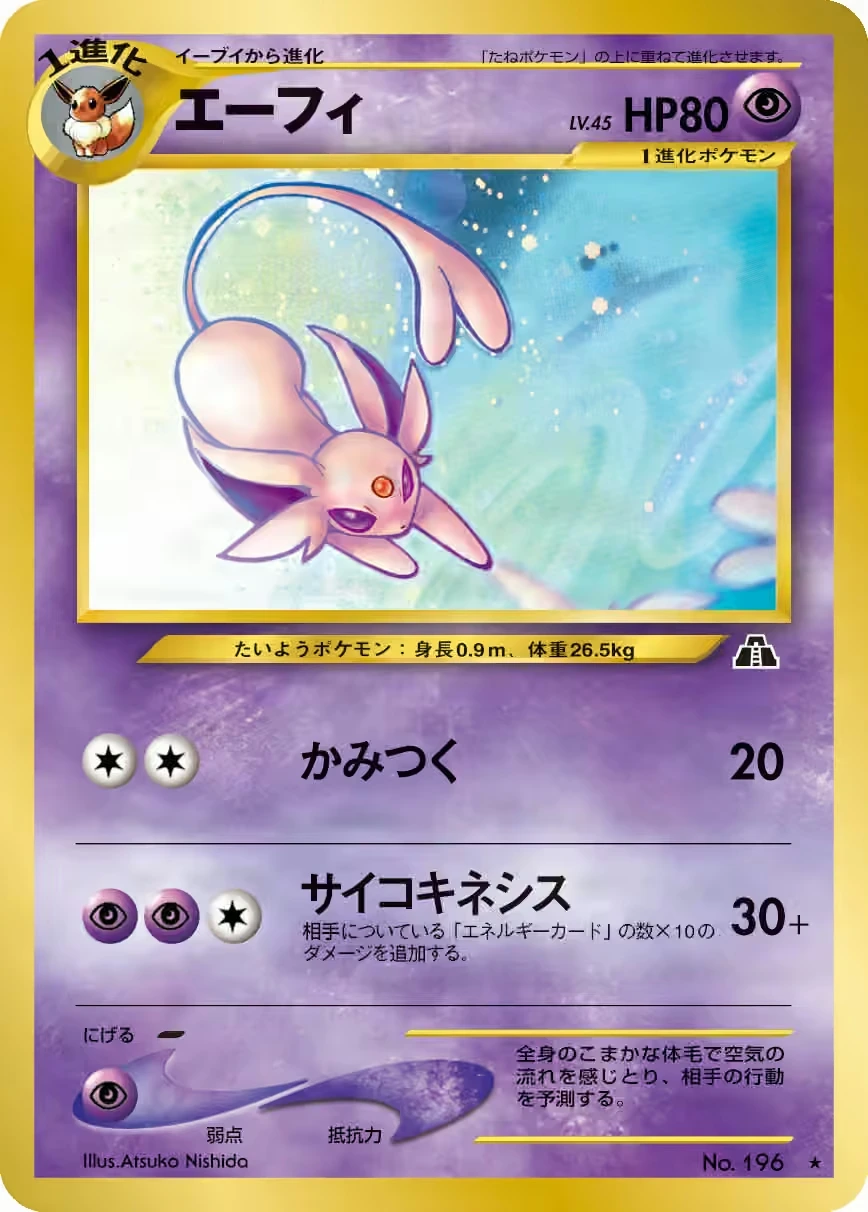 1進化
イーブイから進化
「たねポケモン」の上に重ねて進化させます。
エーフィ
LV.45 HP80
1進化ポケモン
たいようポケモン：身長0.9m、体重26.5kg
かみつく 20
サイコキネシス 30+
相手についている「エネルギーカード」の数×10の
ダメージを追加する。
にげる
弱点
抵抗力
全身のこまかな体毛で空気の
流れを感じとり、相手の行動
を予測する。
Illus.Atsuko Nishida
No. 196 ★